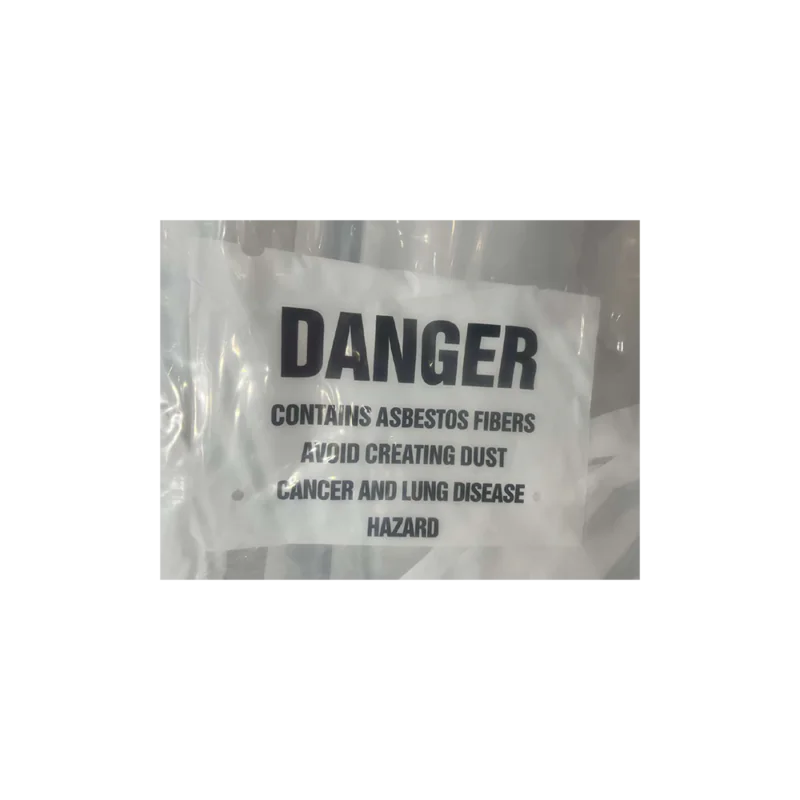 DANGER
CONTAINS ASBESTOS FIBERS
AVOID CREATING DUST
CANCER AND LUNG DISEASE
HAZARD